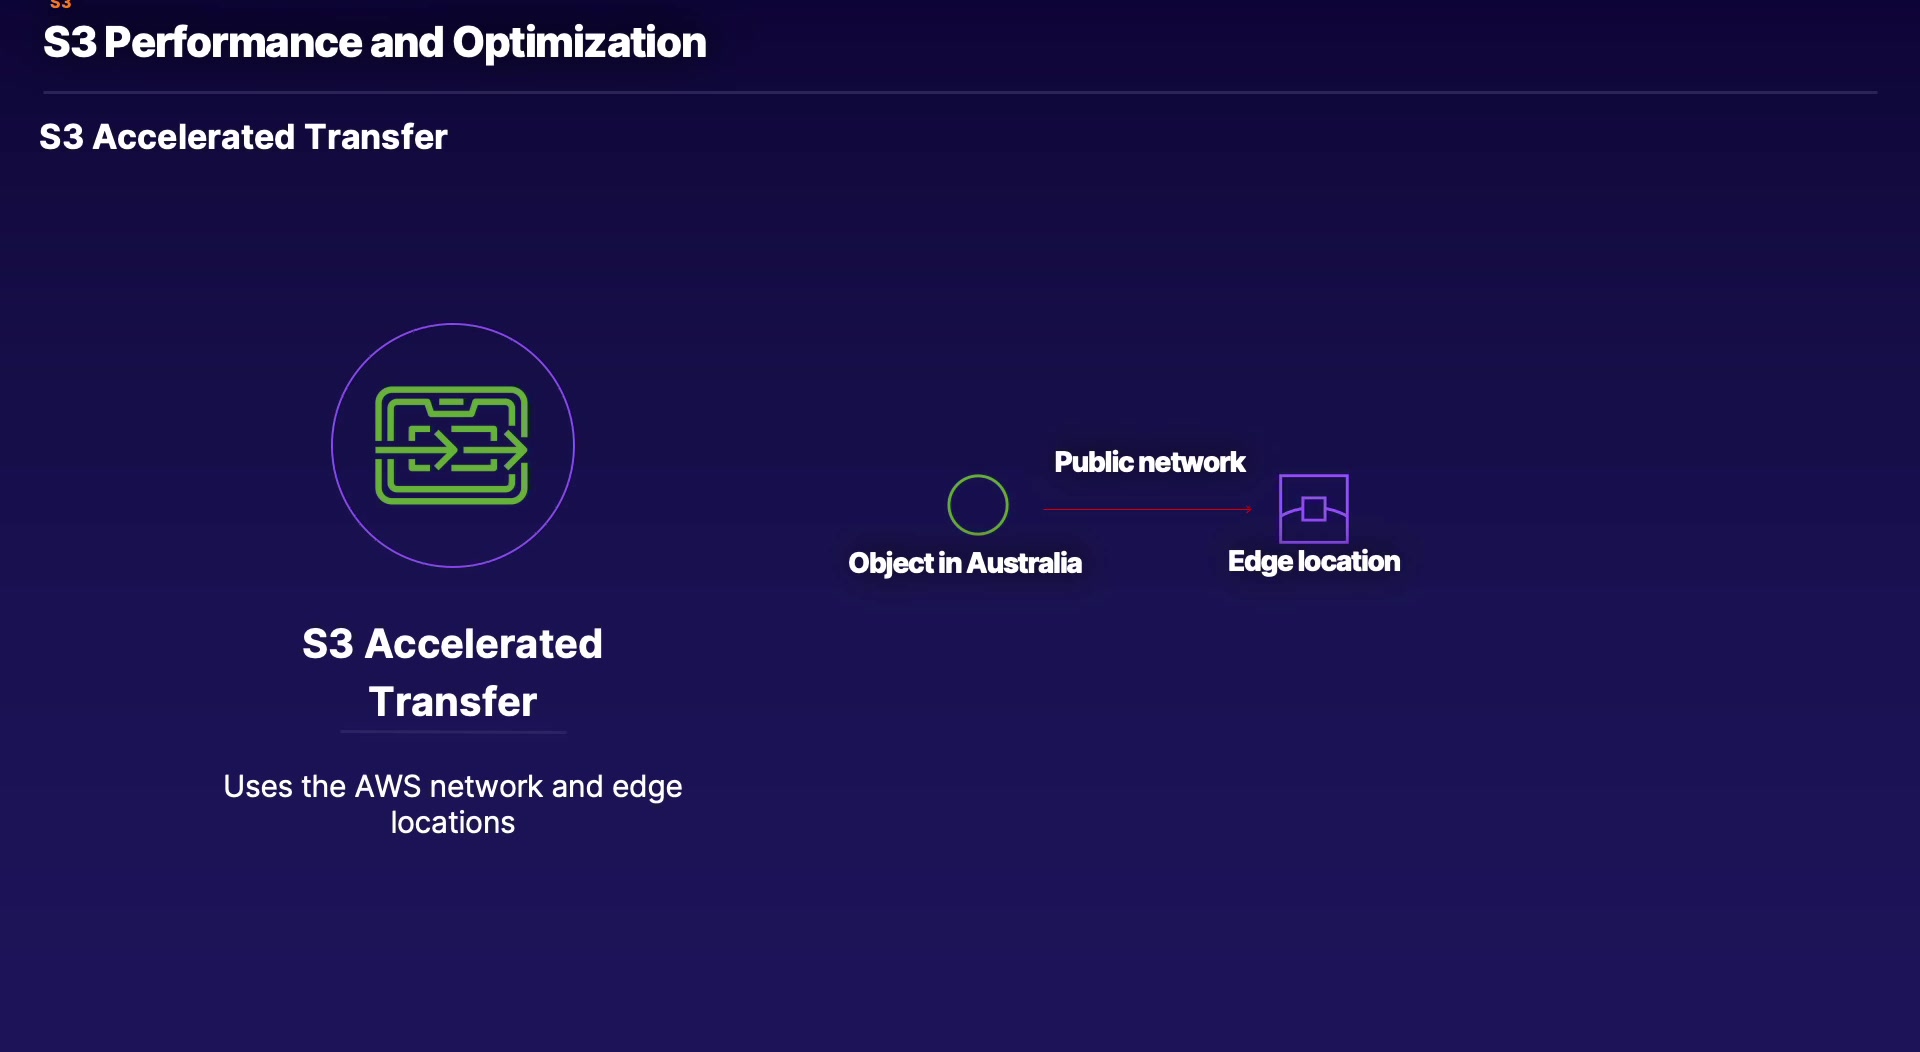 S3
S3 Performance and Optimization
S3 Accelerated Transfer
Public network
Object in Australia
Edge location
S3 Accelerated
Transfer
Uses the AWS network and edge
locations